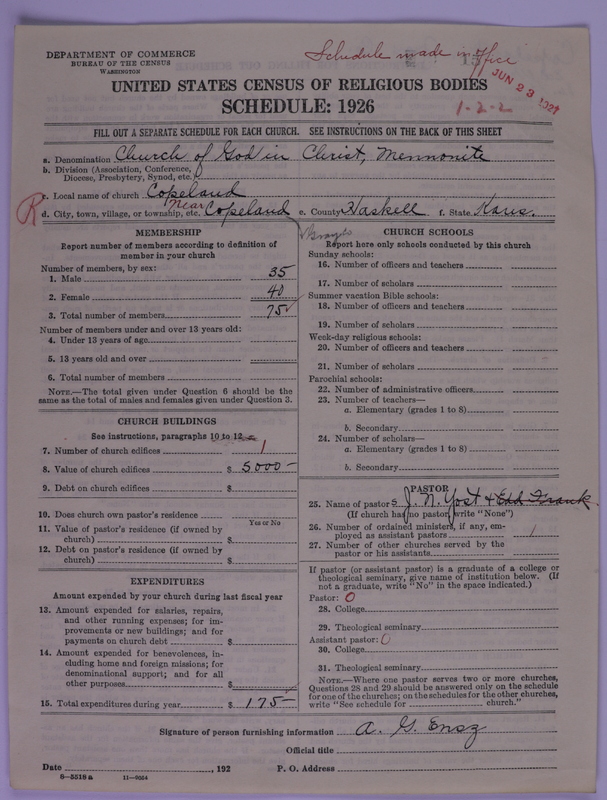 DEPARTMENT OF COMMERCE
BUREAU OF THE CENSUS
WASHINGTON
Schedule made in office
JUN 23 1927
UNITED STATES CENSUS OF RELIGIOUS BODIES
SCHEDULE: 1926
1-2-2
FILL OUT A SEPARATE SCHEDULE FOR EACH CHURCH. SEE INSTRUCTIONS ON THE BACK OF THIS SHEET
a. Denomination Church of God in Christ, Mennonite
b. Division (Association, Conference,
Diocese, Presbytery, Synod, etc.)
c. Local name of church Copeland
R
d. City, town, village, or township, etc. Near Copeland e. County Haskell f. State Kans.
MEMBERSHIP
Report number of members according to definition of
member in your church
Number of members, by sex:
1. Male 35
2. Female 40
3. Total number of members 75
Number of members under and over 13 years old:
4. Under 13 years of age
5. 13 years old and over
6. Total number of members
NOTE.—The total given under Question 6 should be
the same as the total of males and females given under Question 3.
CHURCH BUILDINGS
See instructions, paragraphs 10 to 12
7. Number of church edifices 1
8. Value of church edifices $ 5000—
9. Debt on church edifices $
10. Does church own pastor's residence
Yes or No
11. Value of pastor's residence (if owned by
church) $
12. Debt on pastor's residence (if owned by
church) $
EXPENDITURES
Amount expended by your church during last fiscal year
13. Amount expended for salaries, repairs,
and other running expenses; for im-
provements or new buildings; and for
payments on church debt $
14. Amount expended for benevolences, in-
cluding home and foreign missions; for
denominational support; and for all
other purposes $
15. Total expenditures during year $ 175—
CHURCH SCHOOLS
Report here only schools conducted by this church
Sunday schools:
16. Number of officers and teachers
17. Number of scholars
Summer vacation Bible schools:
18. Number of officers and teachers
19. Number of scholars
Week-day religious schools:
20. Number of officers and teachers
21. Number of scholars
Parochial schools:
22. Number of administrative officers
23. Number of teachers—
a. Elementary (grades 1 to 8)
b. Secondary
24. Number of scholars—
a. Elementary (grades 1 to 8)
b. Secondary
PASTOR
25. Name of pastor s J. N. Yost & Edd Frank
(If church has no pastor, write "None")
26. Number of ordained ministers, if any, em-
ployed as assistant pastors 1
27. Number of other churches served by the
pastor or his assistants
If pastor (or assistant pastor) is a graduate of a college or
theological seminary, give name of institution below. (If
not a graduate, write "No" in the space indicated.)
Pastor: 0
28. College
29. Theological seminary
Assistant pastor: 0
30. College
31. Theological seminary
NOTE.—Where one pastor serves two or more churches,
Questions 28 and 29 should be answered only on the schedule
for one of the churches; on the schedules for the other churches,
write "See schedule for church."
Signature of person furnishing information A. G. Ensz
Official title
Date , 192 P. O. Address
8—5518 a 11—9054